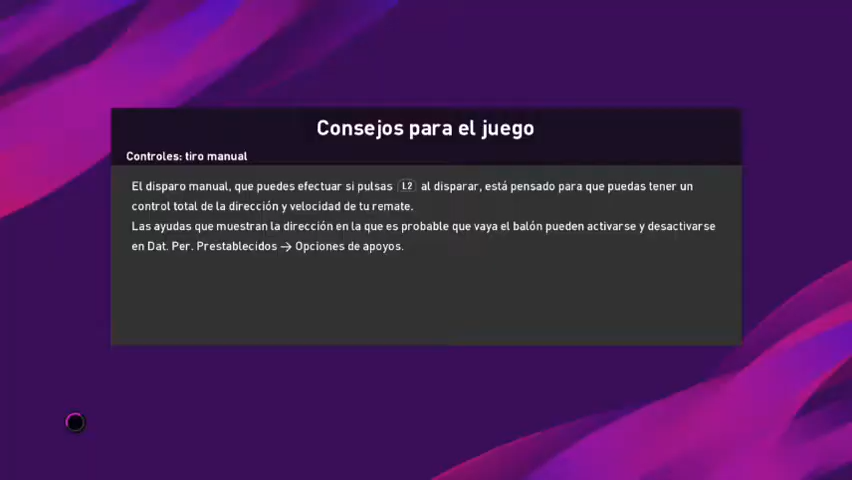 Consejos para el juego
Controles: tiro manual
El disparo manual, que puedes efectuar si pulsas L2 al disparar, está pensado para que puedas tener un
control total de la dirección y velocidad de tu remate.
Las ayudas que muestran la dirección en la que es probable que vaya el balón pueden activarse y desactivarse
en Dat. Per. Prestablecidos → Opciones de apoyos.